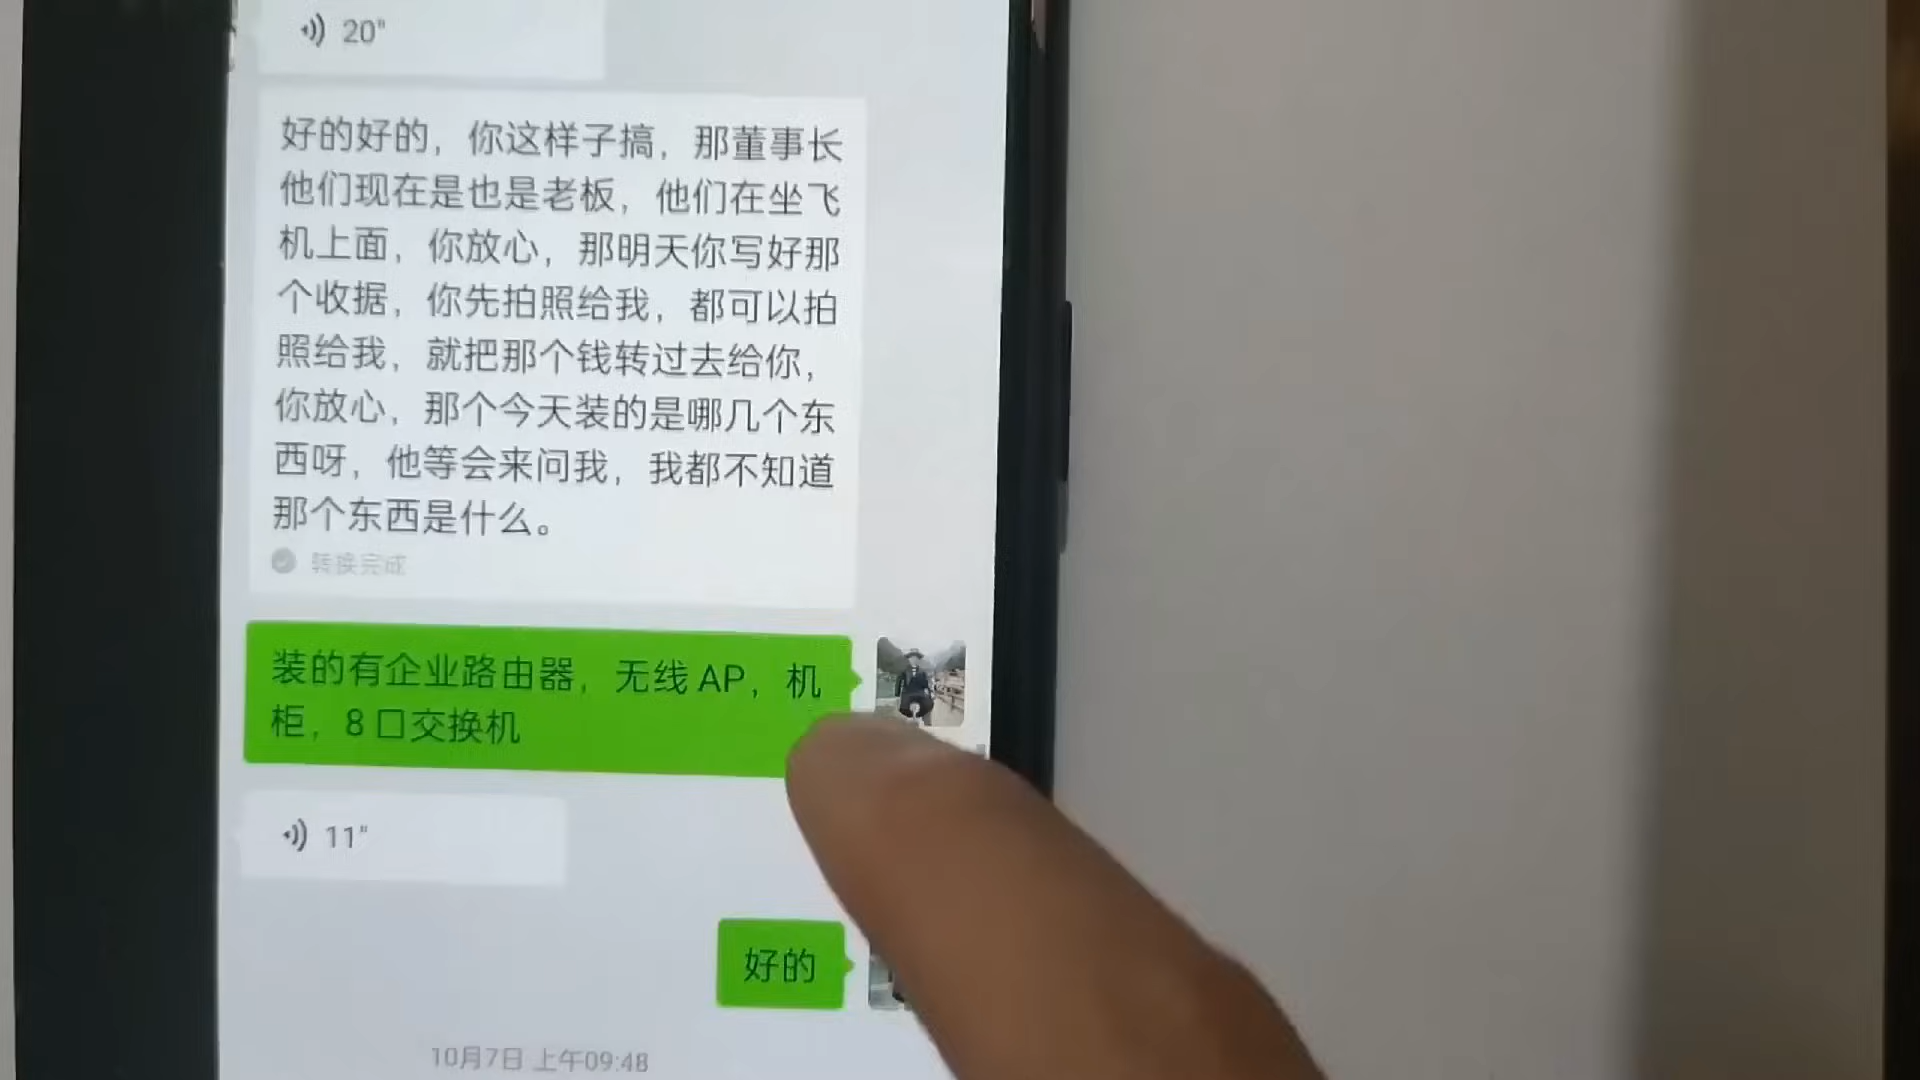 20"
好的好的，你这样子搞，那董事长
他们现在是也是老板，他们在坐飞
机上面，你放心，那明天你写好那
个收据，你先拍照给我，都可以拍
照给我，就把那个钱转过去给你，
你放心，那个今天装的是哪几个东
西呀，他等会来问我，我都不知道
那个东西是什么。
转换完成
装的有企业路由器，无线 AP，机
柜，8 口交换机
11"
好的
10月7日 上午09:48